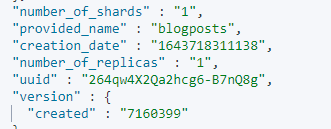 "number_of_shards" : "1",
"provided_name" : "blogposts",
"creation_date" : "1643718311138",
"number_of_replicas" : "1",
"uuid" : "264qw4X2Qa2hcg6-B7nQ8g",
"version" : {
"created" : "7160399"